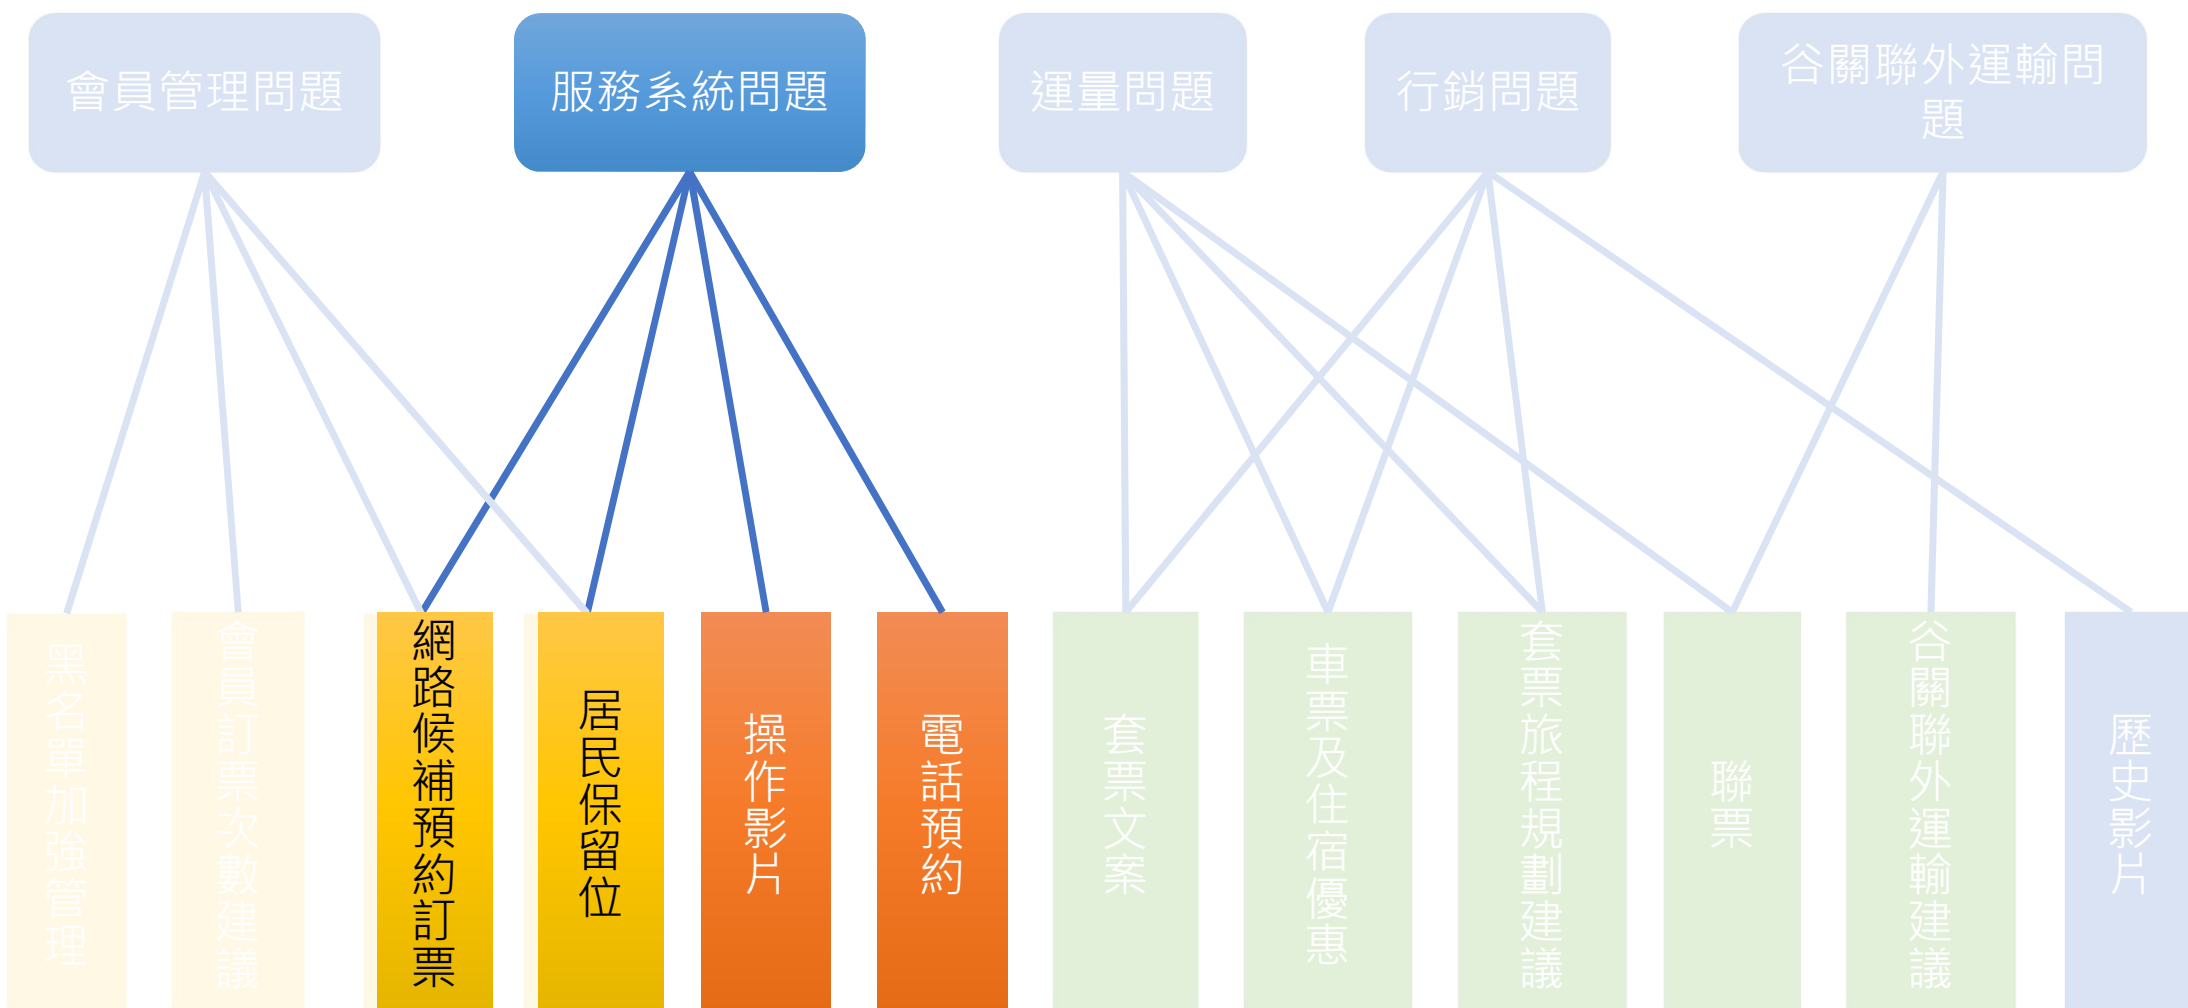 會員管理問題
服務系統問題
運量問題
行銷問題
谷關聯外運輸問
題
黑名單加強管理
會員訂票次數建議
網路候補預約訂票
居民保留位
操作影片
電話預約
套票文案
車票及住宿優惠
套票旅程規劃建議
聯票
谷關聯外運輸建議
歷史影片